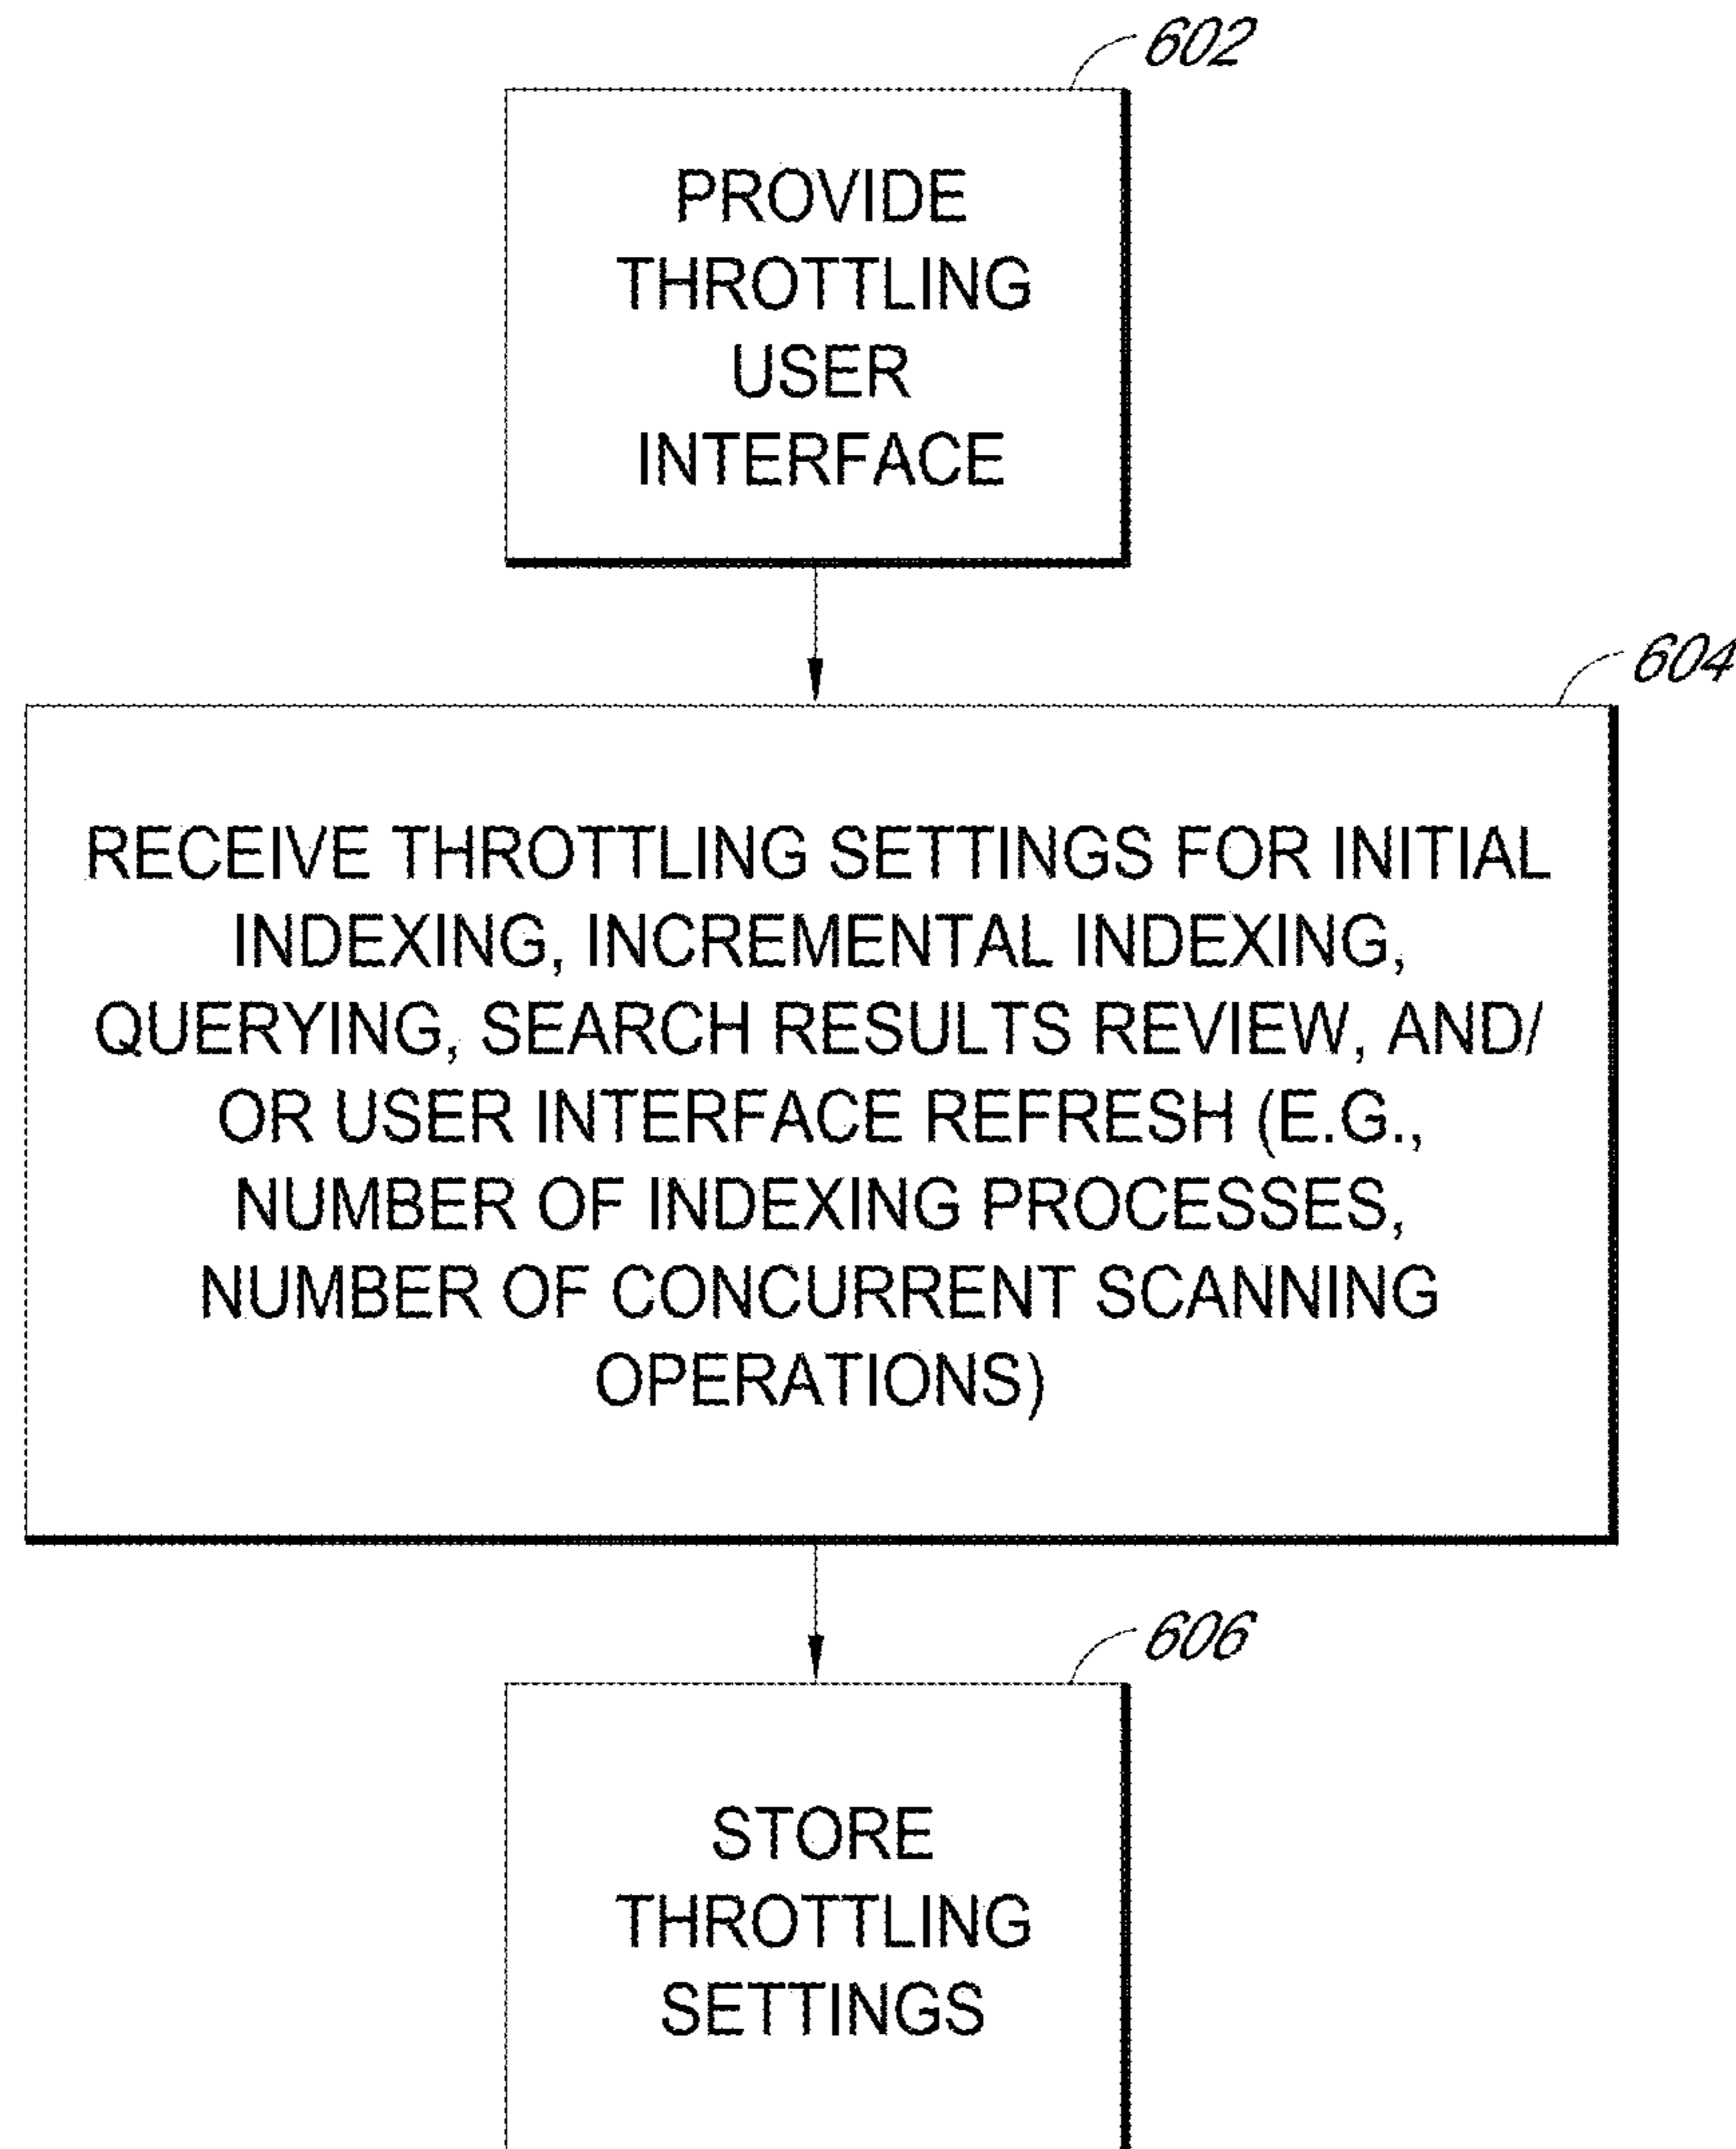 602
PROVIDE
THROTTLING
USER
INTERFACE
604
RECEIVE THROTTLING SETTINGS FOR INITIAL
INDEXING, INCREMENTAL INDEXING,
QUERYING, SEARCH RESULTS REVIEW, AND/
OR USER INTERFACE REFRESH (E.G.,
NUMBER OF INDEXING PROCESSES,
NUMBER OF CONCURRENT SCANNING
OPERATIONS)
606
STORE
THROTTLING
SETTINGS